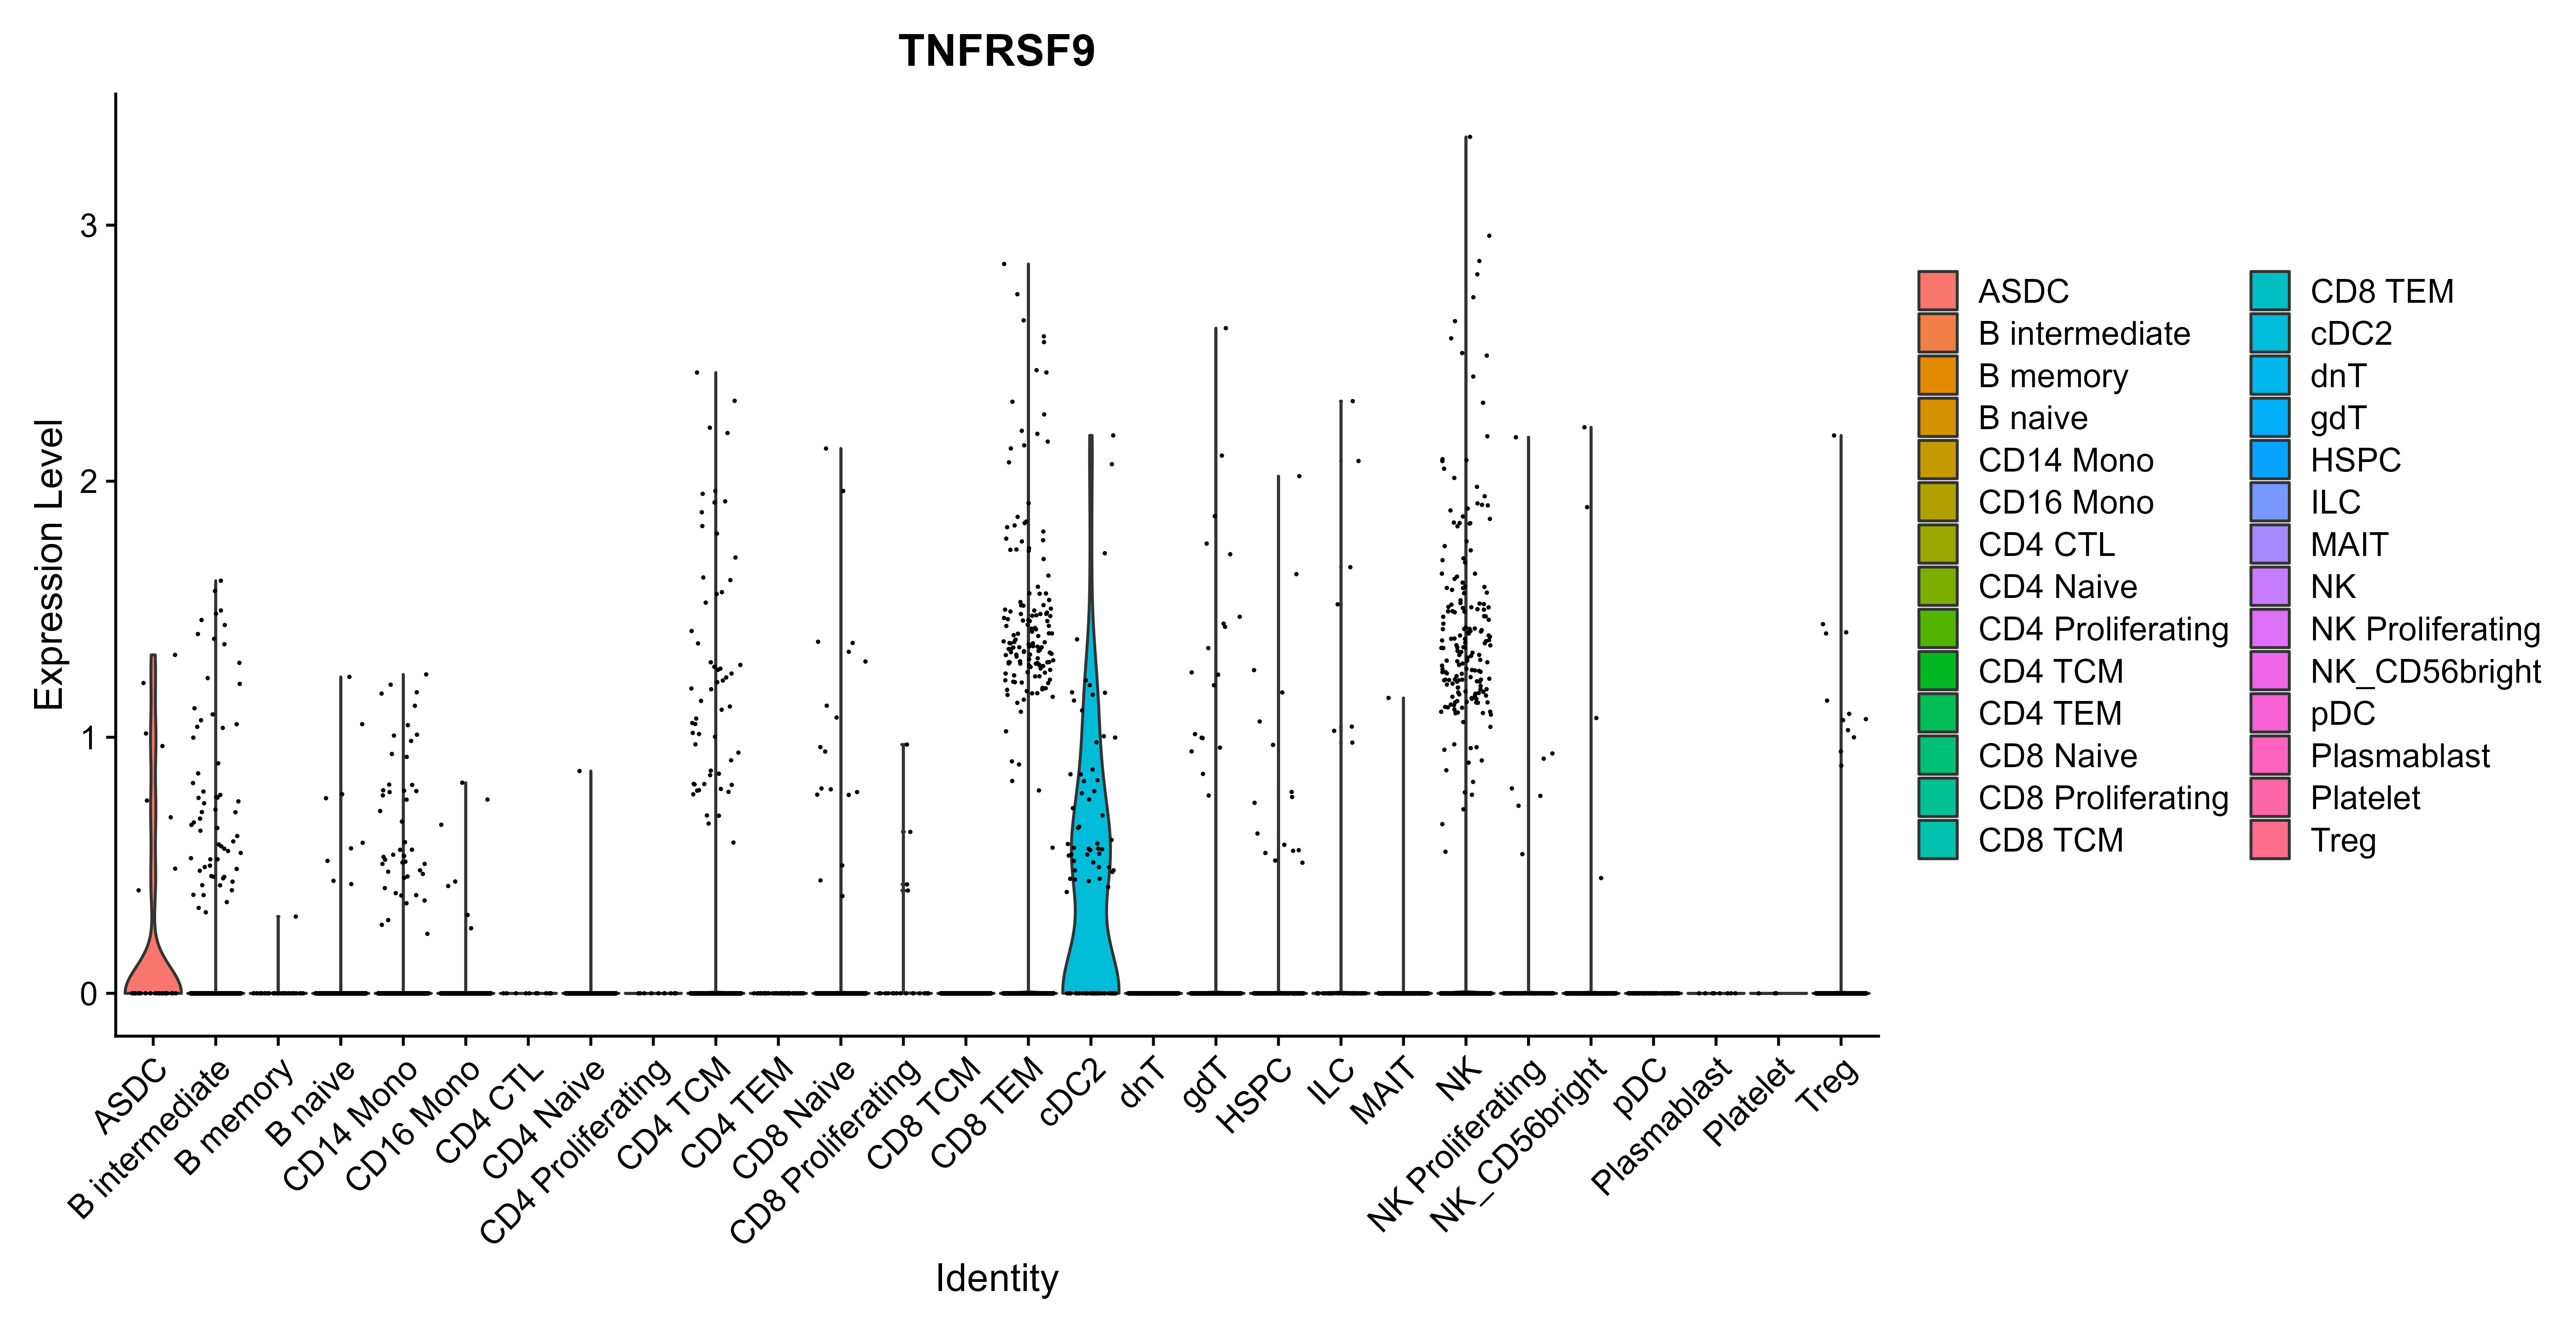 TNFRSF9
Expression Level
3
2
1
0
ASDC
B intermediate
B memory
B naive
CD14 Mono
CD16 Mono
CD4 CTL
CD4 Naive
CD4 Proliferating
CD4 TCM
CD4 TEM
CD8 Naive
CD8 Proliferating
CD8 TCM
CD8 TEM
cDC2
dnT
gdT
HSPC
ILC
MAIT
NK
NK Proliferating
NK_CD56bright
pDC
Plasmablast
Platelet
Treg
Identity
ASDC
B intermediate
B memory
B naive
CD14 Mono
CD16 Mono
CD4 CTL
CD4 Naive
CD4 Proliferating
CD4 TCM
CD4 TEM
CD8 Naive
CD8 Proliferating
CD8 TCM
CD8 TEM
cDC2
dnT
gdT
HSPC
ILC
MAIT
NK
NK Proliferating
NK_CD56bright
pDC
Plasmablast
Platelet
Treg